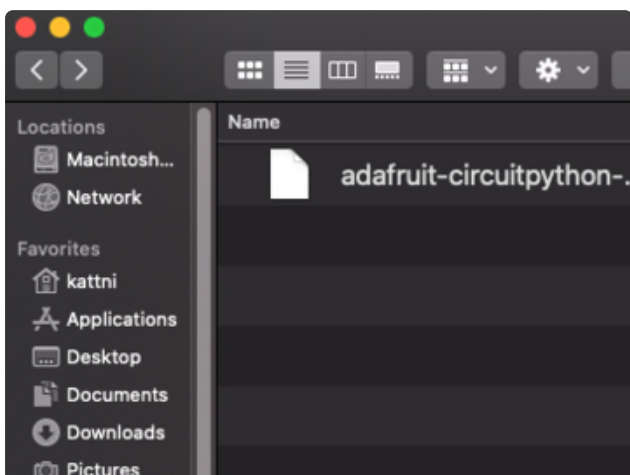 Locations
Macintosh...
Network
Favorites
kattni
Applications
Desktop
Documents
Downloads
Pictures
Name
adafruit-circuitpython-.